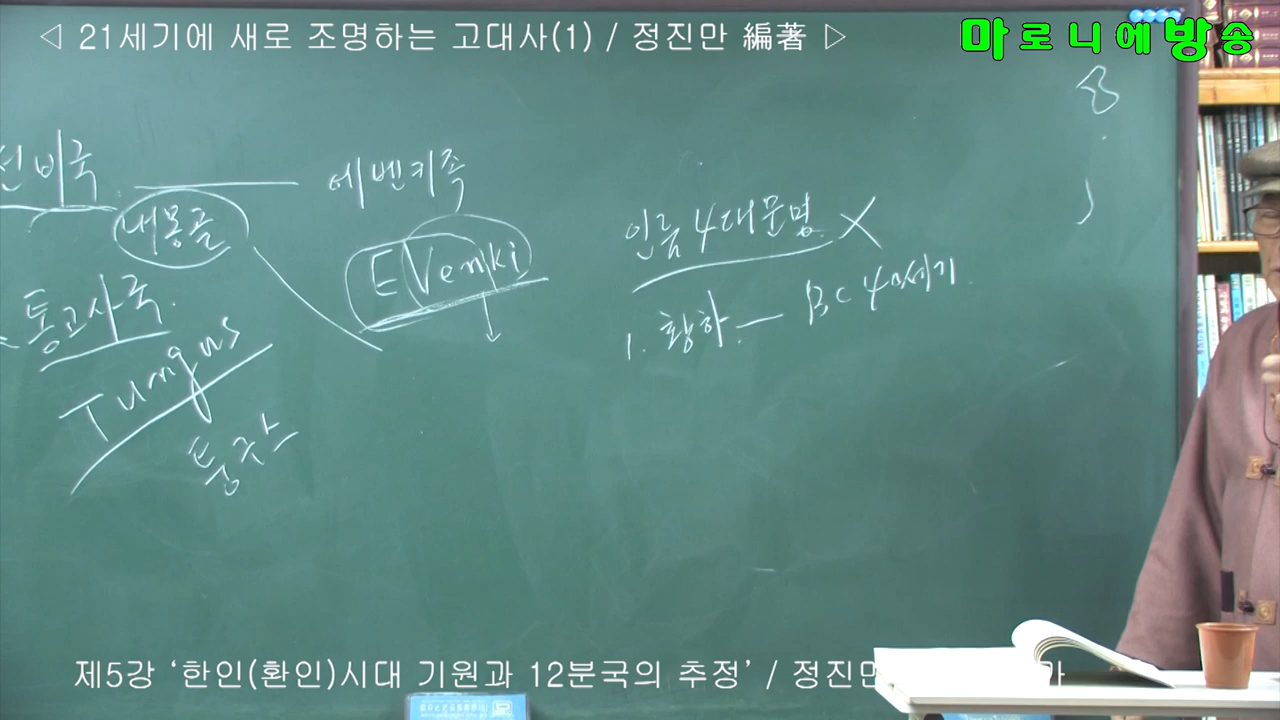 < 21세기에 새로 조명하는 고대사(1) / 정진만 編著 ▷
마로니에방송
선비국 — 에벤키족
내몽골
Evenki
통고사국.
Tungus
퉁구스
인류 4대문명 X
1. 황하 — BC 40세기.
제5강 ‘한인(환인)시대 기원과 12분국의 추정’ / 정진만